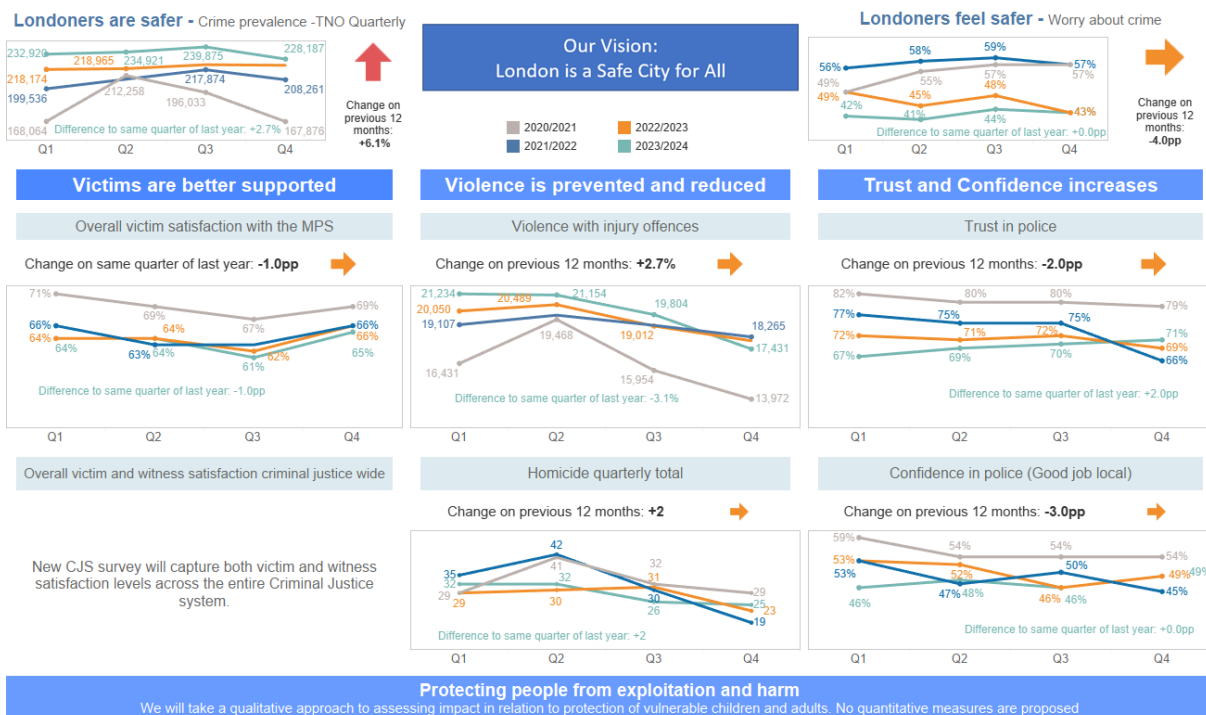 Londoners are safer - Crime prevalence -TNO Quarterly
232,920
218,965
234,921
239,875
228,187
218,174
217,874
199,536
212,258
196,033
208,261
168,064
167,876
Difference to same quarter of last year: +2.7%
Q1 Q2 Q3 Q4
Change on
previous 12
months:
+6.1%
Our Vision:
London is a Safe City for All
2020/2021 2022/2023
2021/2022 2023/2024
Londoners feel safer - Worry about crime
56%
58%
59%
57%
49%
55%
57%
57%
49%
45%
48%
43%
42%
41%
44%
Difference to same quarter of last year: +0.0pp
Q1 Q2 Q3 Q4
Change on
previous 12
months:
-4.0pp
Victims are better supported
Overall victim satisfaction with the MPS
Change on same quarter of last year: -1.0pp
71%
69%
67%
69%
66%
64%
66%
64%
64%
63%
64%
62%
66%
61%
65%
Difference to same quarter of last year: -1.0pp
Q1 Q2 Q3 Q4
Overall victim and witness satisfaction criminal justice wide
New CJS survey will capture both victim and witness
satisfaction levels across the entire Criminal Justice
system.
Violence is prevented and reduced
Violence with injury offences
Change on previous 12 months: +2.7%
21,234
20,489
21,154
19,804
20,050
19,107
19,468
19,012
18,265
17,431
16,431
15,954
13,972
Difference to same quarter of last year: -3.1%
Q1 Q2 Q3 Q4
Homicide quarterly total
Change on previous 12 months: +2
35
42
32
41
32
32
31
29
29
29
30
30
26
25
23
19
Difference to same quarter of last year: +2
Q1 Q2 Q3 Q4
Trust and Confidence increases
Trust in police
Change on previous 12 months: -2.0pp
82%
80%
80%
79%
77%
75%
75%
72%
71%
72%
71%
67%
69%
70%
69%
66%
Difference to same quarter of last year: +2.0pp
Q1 Q2 Q3 Q4
Confidence in police (Good job local)
Change on previous 12 months: -3.0pp
59%
54%
54%
54%
53%
52%
50%
49%
49%
53%
47%
48%
46%
46%
46%
45%
Difference to same quarter of last year: +0.0pp
Q1 Q2 Q3 Q4
Protecting people from exploitation and harm
We will take a qualitative approach to assessing impact in relation to protection of vulnerable children and adults. No quantitative measures are proposed